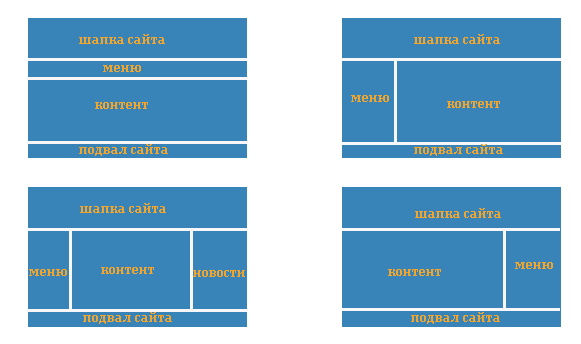 шапка сайта
меню
контент
подвал сайта
шапка сайта
меню
контент
подвал сайта
шапка сайта
меню
контент
новости
подвал сайта
шапка сайта
контент
меню
подвал сайта